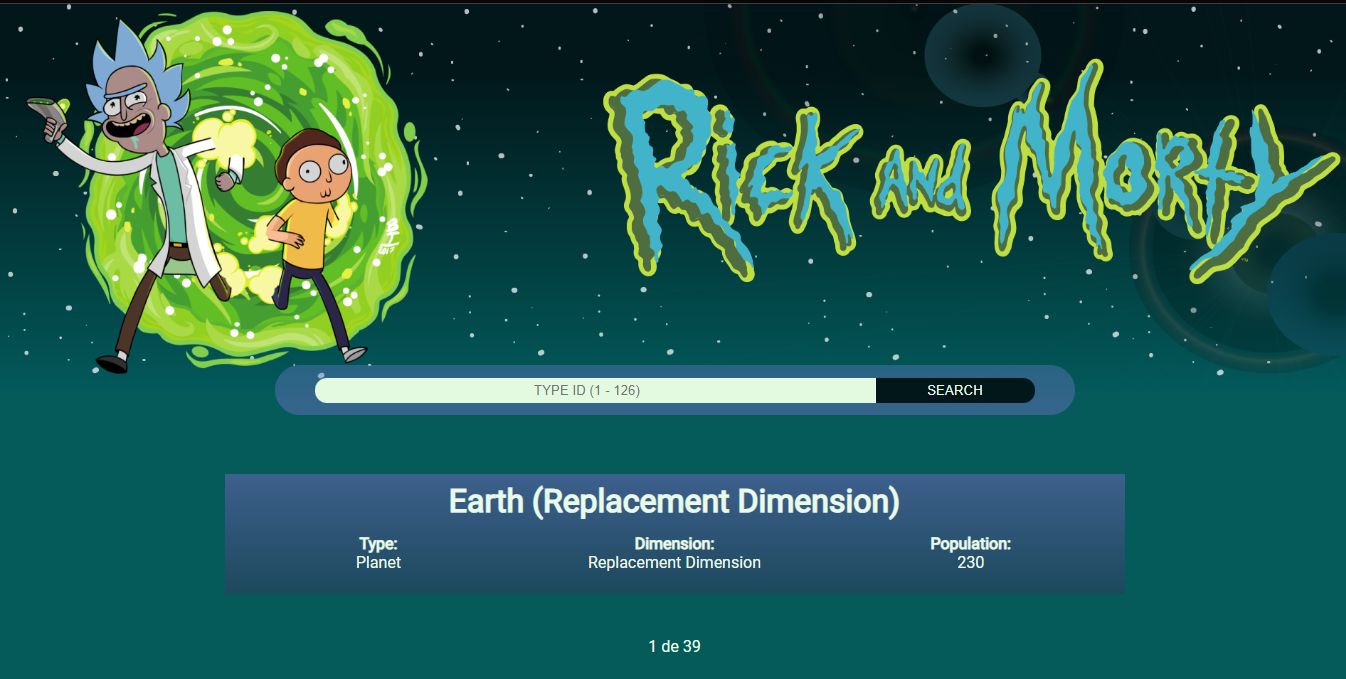 Rick and Morty
TYPE ID (1 - 126)
SEARCH
Earth (Replacement Dimension)
Type:
Planet
Dimension:
Replacement Dimension
Population:
230
1 de 39